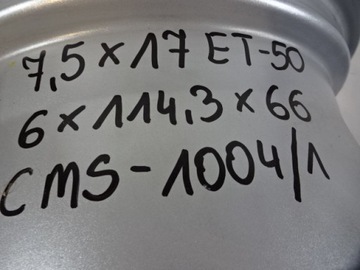 7,5 x 17 ET-50
6 x 114,3 x 66
CMS - 1004/1